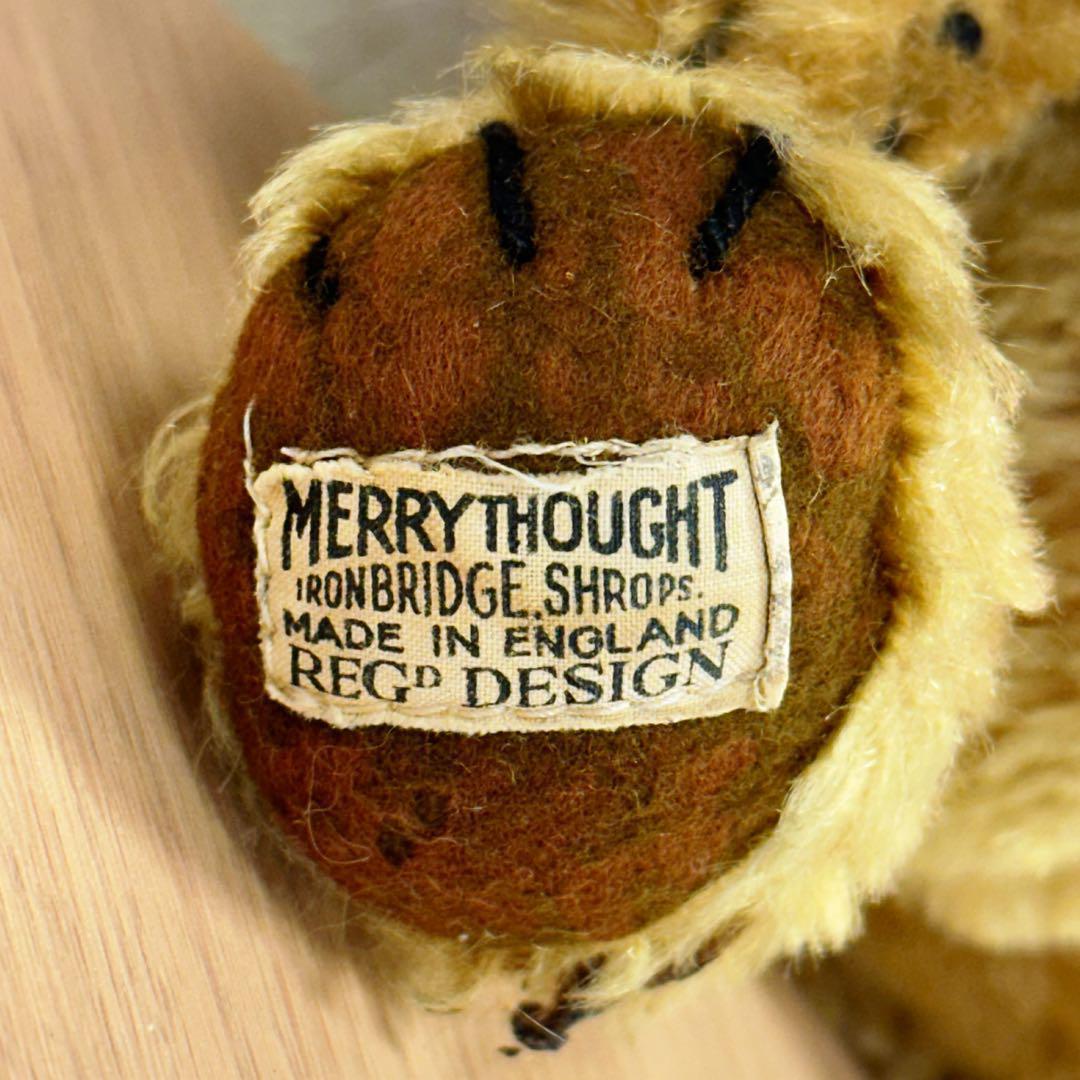 MERRYTHOUGHT
IRONBRIDGE. SHROPS.
MADE IN ENGLAND
REGᴰ DESIGN